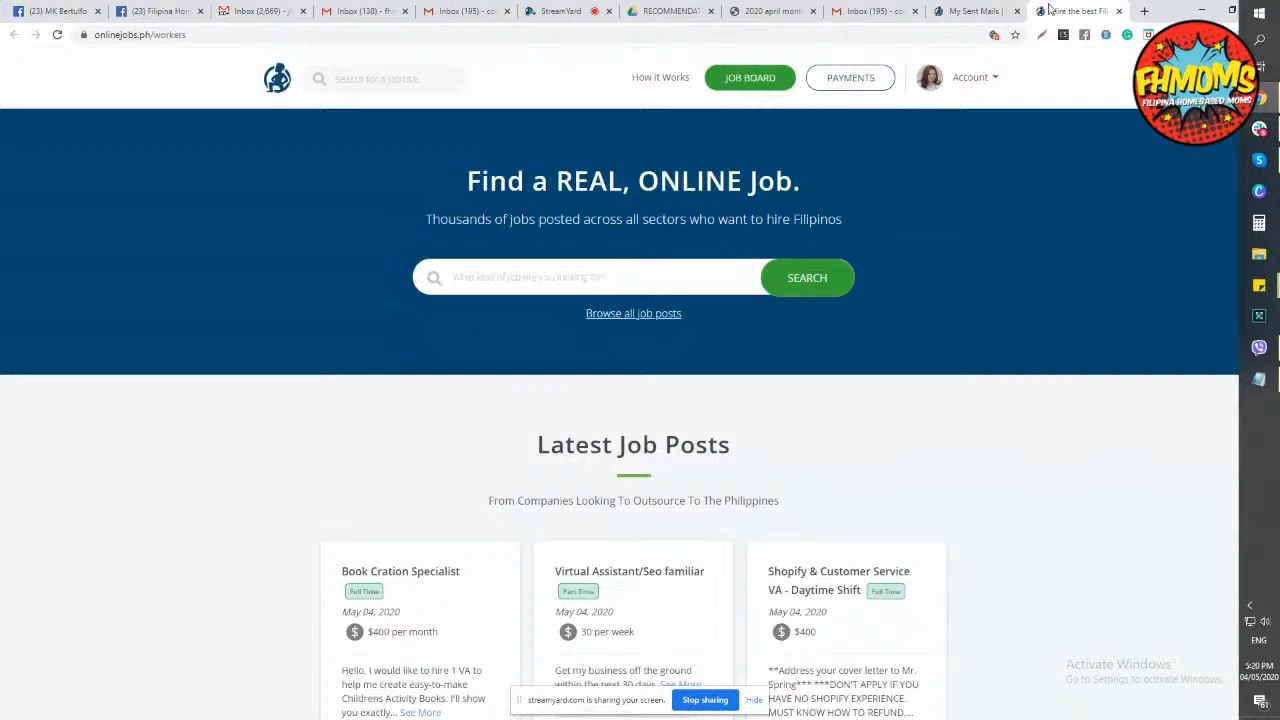 (23) MK Bertulfo
(23) Filipina Hom
Inbox (2,669) -
Inbox (138) - fhm
Inbox (195) - co
StreamYard
RECOMMENDAT
2020 april mont
Inbox (195) - co
My Sent Mails |
ire the best Fili
onlinejobs.ph/workers
Search for a job title
How it Works
JOB BOARD
PAYMENTS
Account
FHMOMS
FILIPINA HOMEBASED MOMS
Find a REAL, ONLINE Job.
Thousands of jobs posted across all sectors who want to hire Filipinos
What kind of job are you looking for?
SEARCH
Browse all job posts
Latest Job Posts
From Companies Looking To Outsource To The Philippines
Book Cration Specialist
Full Time
May 04, 2020
$400 per month
Hello, I would like to hire 1 VA to
help me create easy-to-make
Childrens Activity Books. I'll show
you exactly... See More
Virtual Assistant/Seo familiar
Part Time
May 04, 2020
30 per week
Get my business off the ground
within the next 30 days. See More
Shopify & Customer Service
VA - Daytime Shift Full Time
May 04, 2020
$400
**Address your cover letter to Mr.
Spring*** ***DON'T APPLY IF YOU
HAVE NO SHOPIFY EXPERIENCE.
MUST KNOW HOW TO REFUND,...
streamyard.com is sharing your screen.
Stop sharing
Hide
Activate Windows
Go to Settings to activate Windows.
ENG
5:20 PM
04/05/2020
61